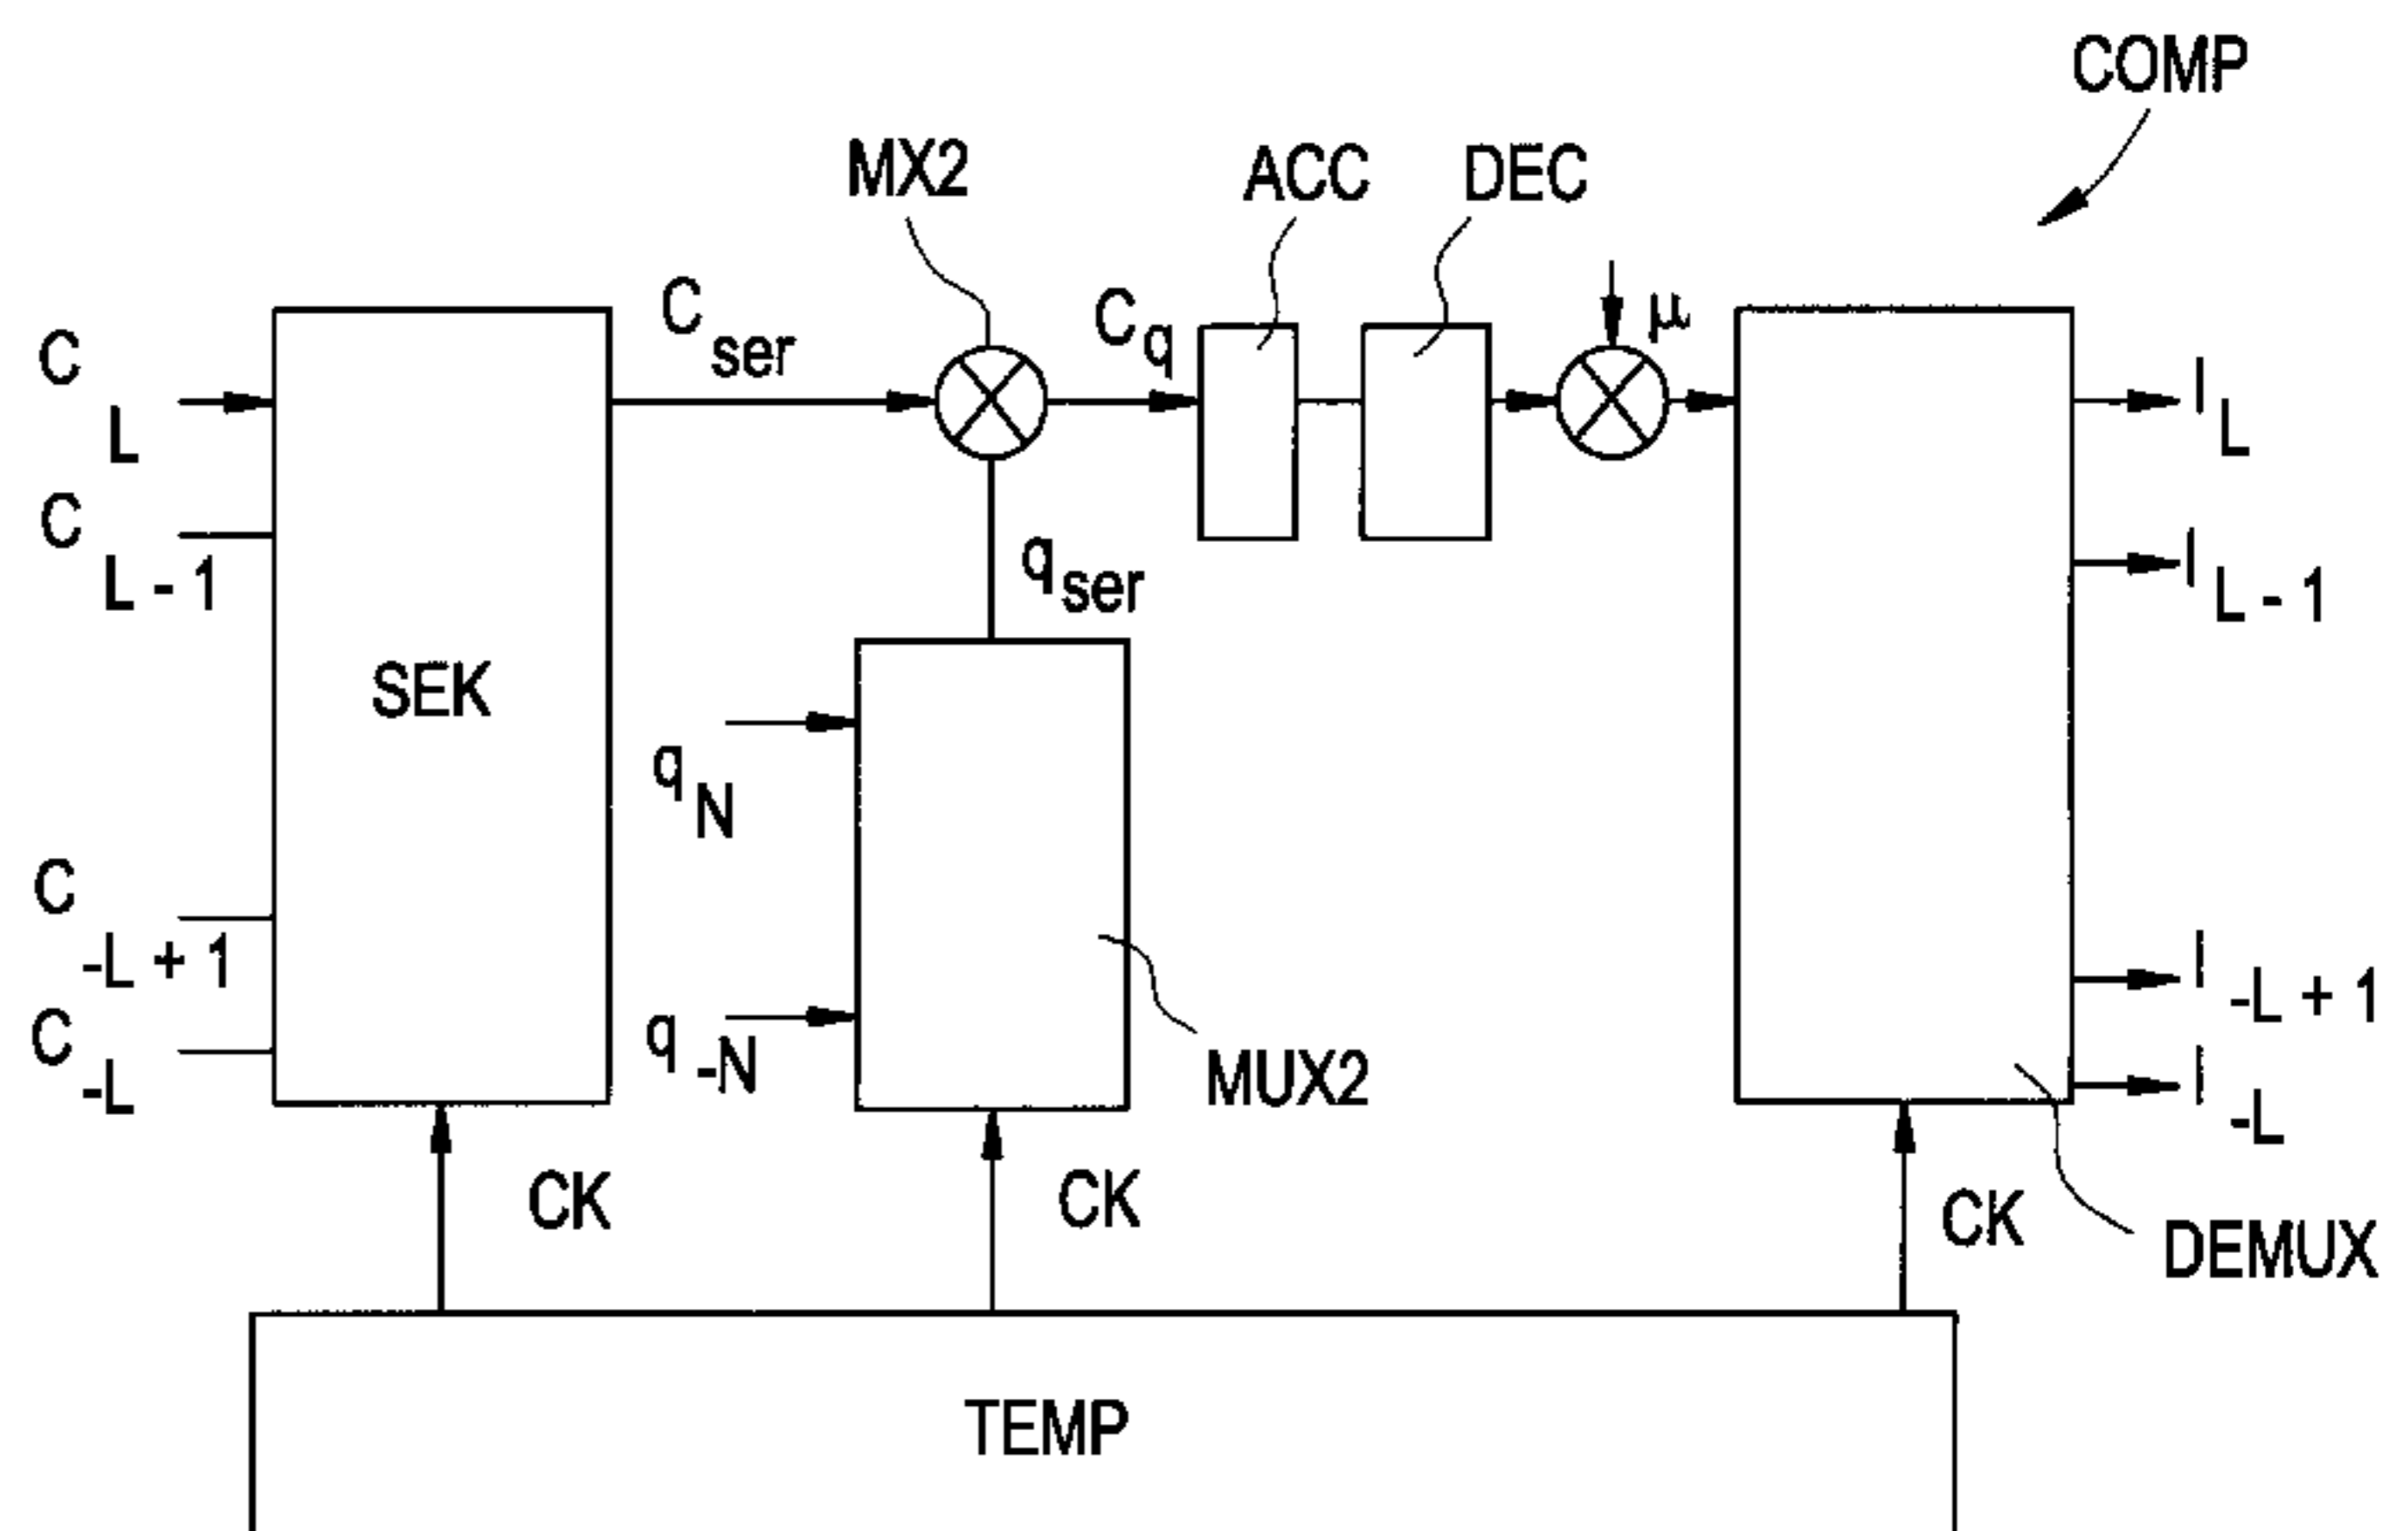 COMP
MX2
ACC
DEC
C ser
C q
μ
C L
I L
C L - 1
q ser
I L - 1
SEK
q N
C -L + 1
I -L + 1
q -N
C -L
MUX2
I -L
CK
CK
CK
DEMUX
TEMP